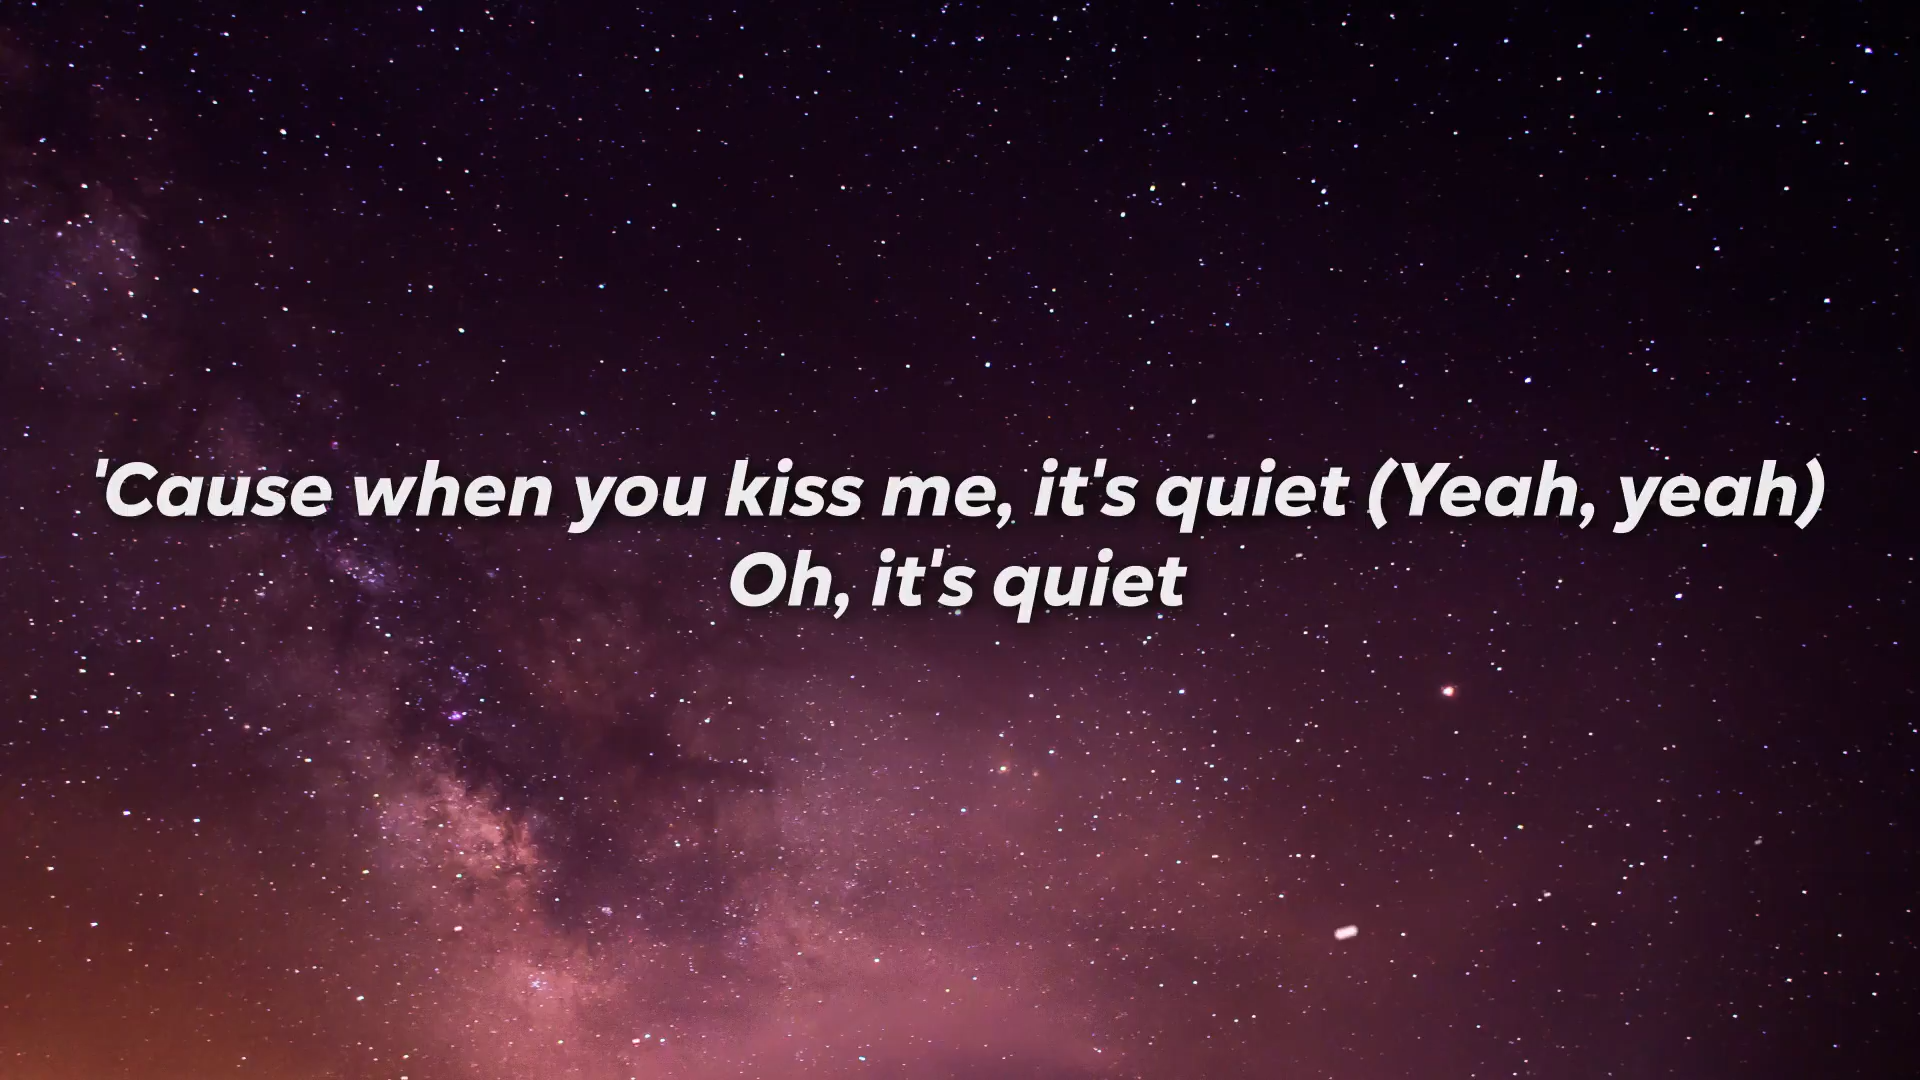 'Cause when you kiss me, it's quiet (Yeah, yeah)
Oh, it's quiet